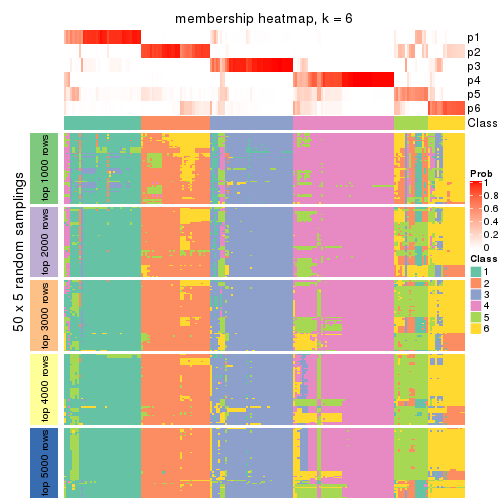 membership heatmap, k = 6
p1
p2
p3
p4
p5
p6
Class
50 x 5 random samplings
top 1000 rows
top 2000 rows
top 3000 rows
top 4000 rows
top 5000 rows
Prob
1
0.8
0.6
0.4
0.2
0
Class
1
2
3
4
5
6